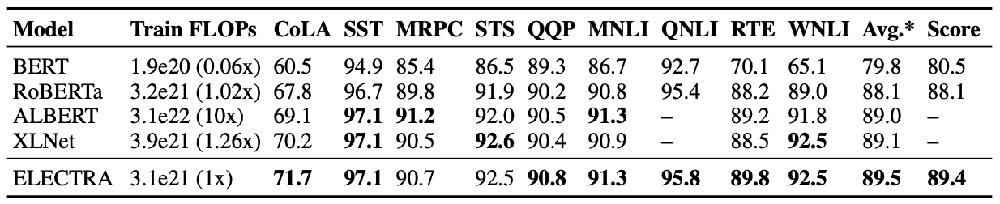 Model Train FLOPs CoLA SST MRPC STS QQP MNLI QNLI RTE WNLI Avg.* Score
BERT 1.9e20 (0.06x) 60.5 94.9 85.4 86.5 89.3 86.7 92.7 70.1 65.1 79.8 80.5
RoBERTa 3.2e21 (1.02x) 67.8 96.7 89.8 91.9 90.2 90.8 95.4 88.2 89.0 88.1 88.1
ALBERT 3.1e22 (10x) 69.1 97.1 91.2 92.0 90.5 91.3 – 89.2 91.8 89.0 –
XLNet 3.9e21 (1.26x) 70.2 97.1 90.5 92.6 90.4 90.9 – 88.5 92.5 89.1 –
ELECTRA 3.1e21 (1x) 71.7 97.1 90.7 92.5 90.8 91.3 95.8 89.8 92.5 89.5 89.4